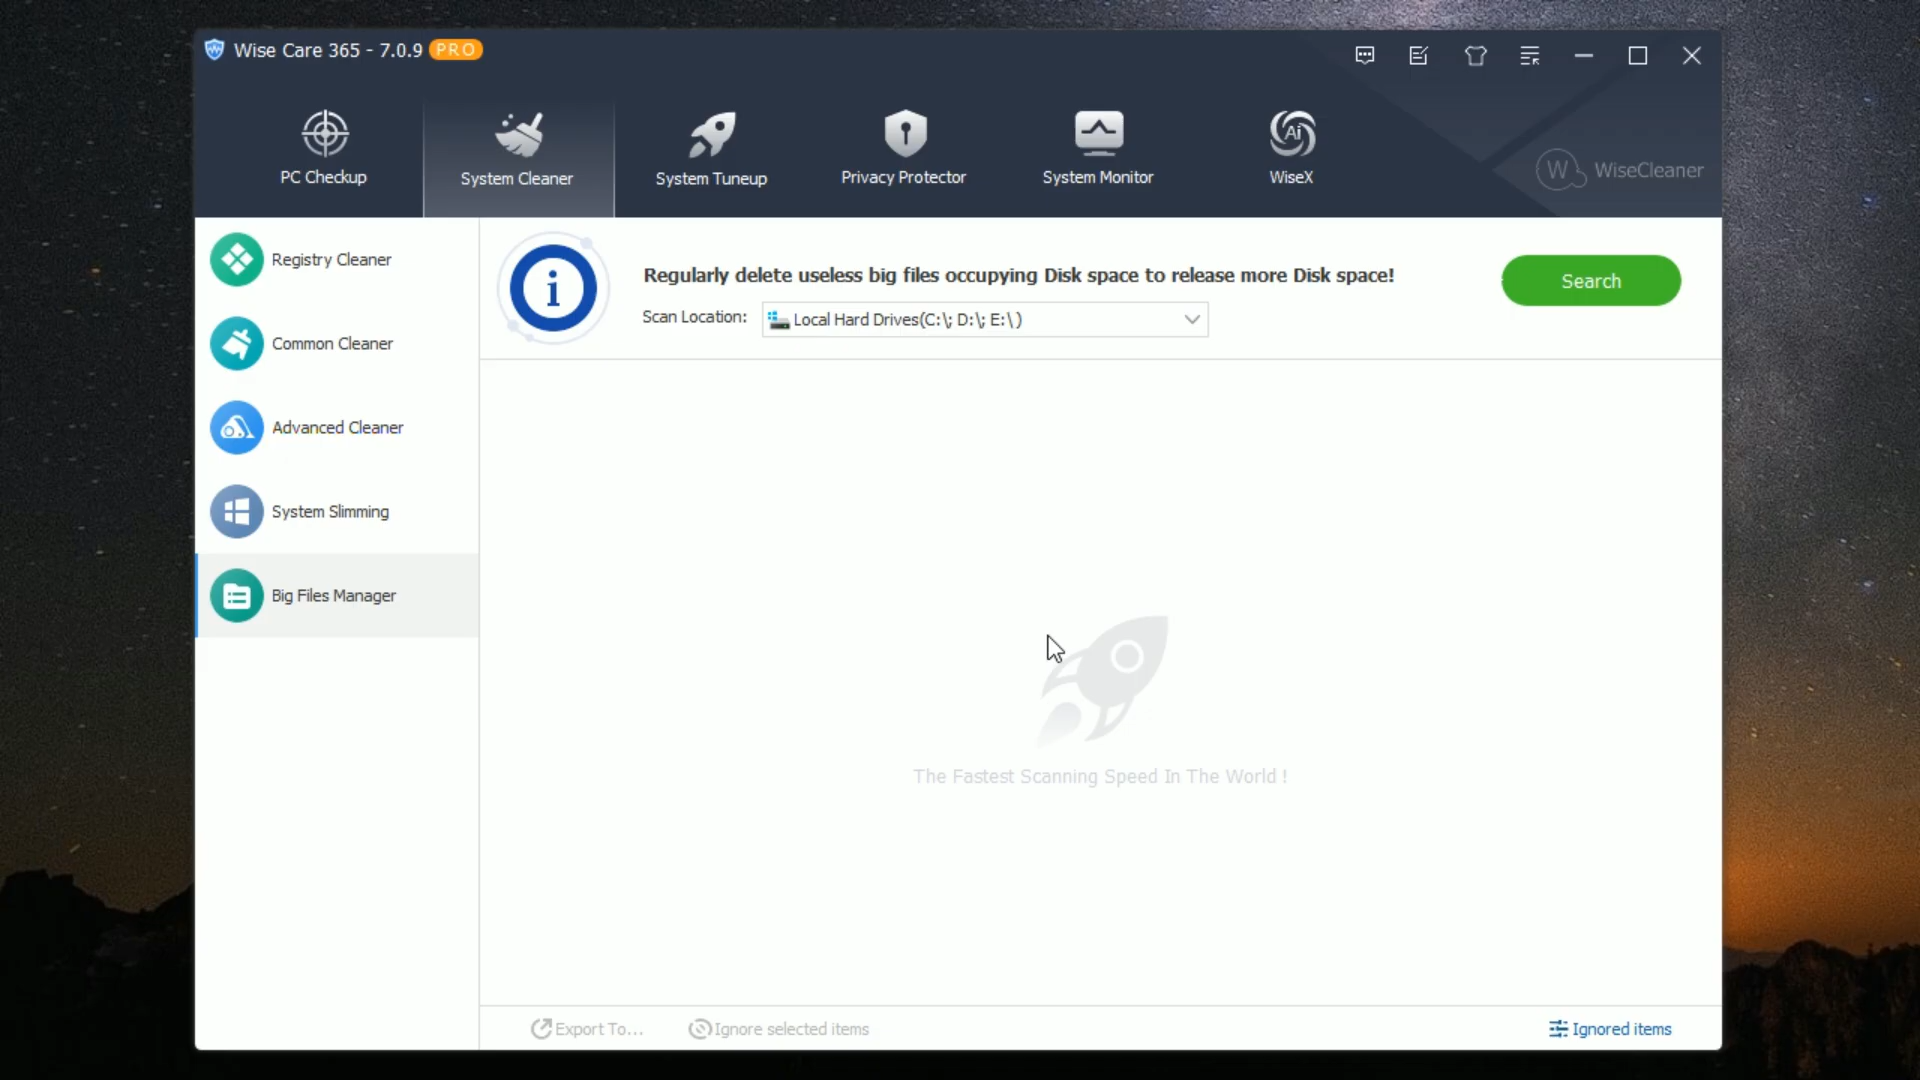 Wise Care 365 - 7.0.9 PRO
PC Checkup
System Cleaner
System Tuneup
Privacy Protector
System Monitor
Ai
WiseX
W WiseCleaner
Registry Cleaner
Common Cleaner
Advanced Cleaner
System Slimming
Big Files Manager
Regularly delete useless big files occupying Disk space to release more Disk space!
Scan Location: Local Hard Drives(C:\; D:\; E:\)
Search
The Fastest Scanning Speed In The World !
Export To...
Ignore selected items
Ignored items